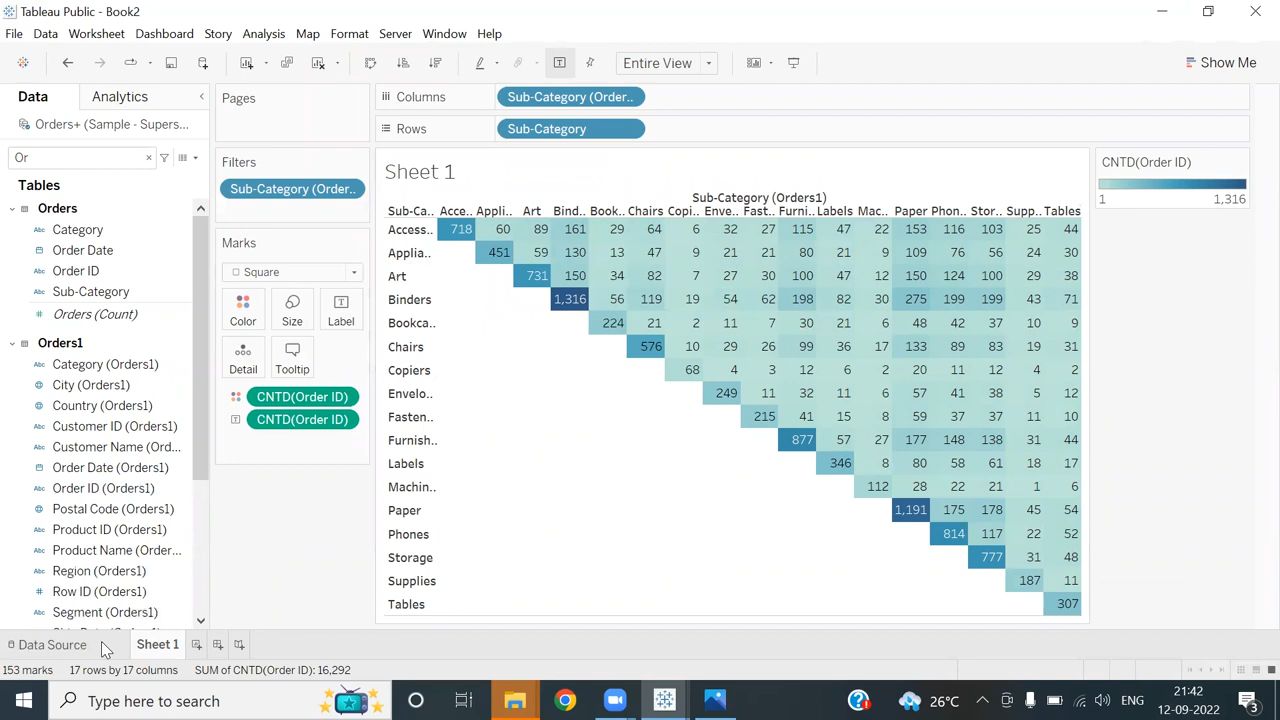 Tableau Public - Book2
File Data Worksheet Dashboard Story Analysis Map Format Server Window Help
Entire View
Show Me
Data Analytics
Orders+ (Sample - Supers...
Or
Tables
Orders
Category
Order Date
Order ID
Sub-Category
Orders (Count)
Orders1
Category (Orders1)
City (Orders1)
Country (Orders1)
Customer ID (Orders1)
Customer Name (Ord...
Order Date (Orders1)
Order ID (Orders1)
Postal Code (Orders1)
Product ID (Orders1)
Product Name (Order...
Region (Orders1)
Row ID (Orders1)
Segment (Orders1)
Pages
Filters
Sub-Category (Order..
Marks
Square
Color Size Label
Detail Tooltip
CNTD(Order ID)
CNTD(Order ID)
Columns Sub-Category (Order..
Rows Sub-Category
Sheet 1
Sub-Category (Orders1)
Sub-Ca.. Acce.. Appli.. Art Bind.. Book.. Chairs Copi.. Enve.. Fast.. Furni.. Labels Mac.. Paper Phon.. Stor.. Supp.. Tables
Access.. 718 60 89 161 29 64 6 32 27 115 47 22 153 116 103 25 44
Applia.. 451 59 130 13 47 9 21 21 80 21 9 109 76 56 24 30
Art 731 150 34 82 7 27 30 100 47 12 150 124 100 29 38
Binders 1,316 56 119 19 54 62 198 82 30 275 199 199 43 71
Bookca.. 224 21 2 11 7 30 21 6 48 42 37 10 9
Chairs 576 10 29 26 99 36 17 133 89 83 19 31
Copiers 68 4 3 12 6 2 20 11 12 4 2
Envelo.. 249 11 32 11 6 57 41 38 5 12
Fasten.. 215 41 15 8 59 37 37 11 10
Furnish.. 877 57 27 177 148 138 31 44
Labels 346 8 80 58 61 18 17
Machin.. 112 28 22 21 1 6
Paper 1,191 175 178 45 54
Phones 814 117 22 52
Storage 777 31 48
Supplies 187 11
Tables 307
CNTD(Order ID)
1 1,316
Data Source Sheet 1
153 marks 17 rows by 17 columns SUM of CNTD(Order ID): 16,292
Type here to search
26°C
ENG
21:42
12-09-2022
3